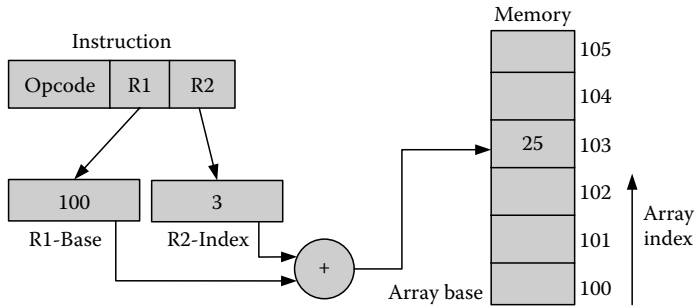 Instruction
Opcode R1 R2
100
R1-Base
3
R2-Index
+
Memory
105
104
25 103
102
101
Array base 100
Array
index